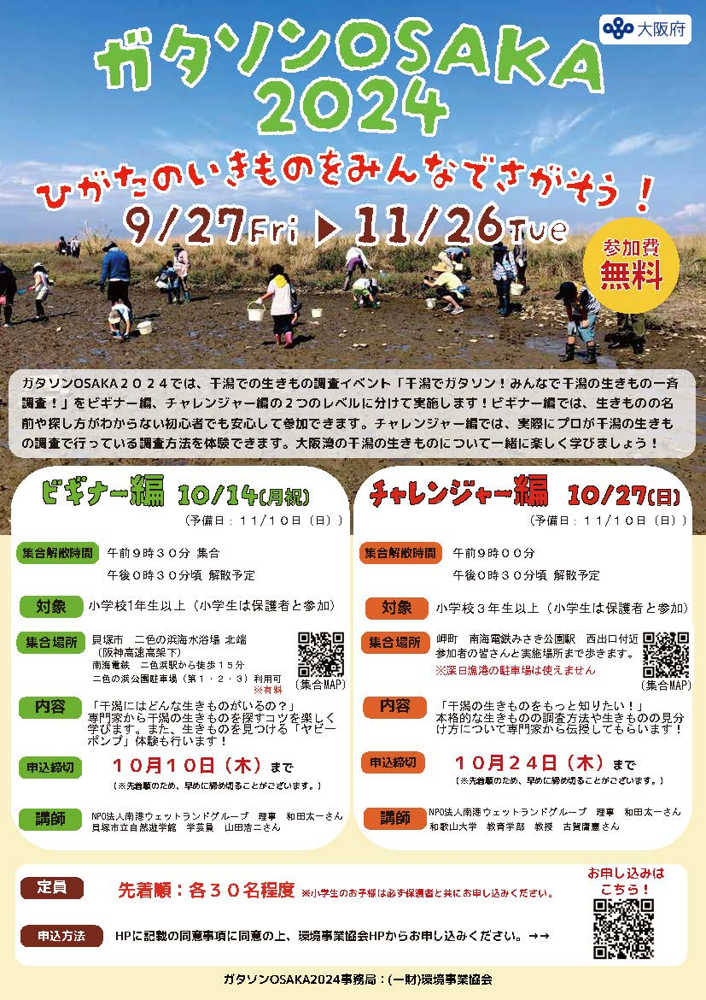 ガタソンOSAKA
2024
大阪府
ひがたのいきものをみんなでさがそう！
9/27Fri ▶ 11/26Tue
参加費
無料
ガタソンOSAKA２０２４では、干潟での生きもの調査イベント「干潟でガタソン！みんなで干潟の生きもの一斉
調査！」をビギナー編、チャレンジャー編の２つのレベルに分けて実施します！ビギナー編では、生きものの名
前や探し方がわからない初心者でも安心して参加できます。チャレンジャー編では、実際にプロが干潟の生きも
の調査で行っている調査方法を体験できます。大阪湾の干潟の生きものについて一緒に楽しく学びましょう！
ビギナー編 10/14(月祝)
（予備日：１１/１０日（日））
集合解散時間 午前９時３０分 集合
午後０時３０分頃 解散予定
対象 小学校1年生以上（小学生は保護者と参加）
集合場所 貝塚市 二色の浜海水浴場 北端
（阪神高速高架下）
南海電鉄 二色浜駅から徒歩１５分
二色の浜公園駐車場（第１・２・３）利用可
※有料
（集合MAP）
内容 「干潟にはどんな生きものがいるの？」
専門家から干潟の生きものを探すコツを楽しく
学びます。また、生きものを見つける「ヤビー
ポンプ」体験も行います！
申込締切 １０月１０日（木）まで
（※先着順のため、早めに締め切ることがございます。）
講師 NPO法人南港ウェットランドグループ 理事 和田太一さん
貝塚市立自然遊学館 学芸員 山田浩二さん
チャレンジャー編 10/27(日)
（予備日：１１/１０日（日））
集合解散時間 午前９時００分
午後０時３０分頃 解散予定
対象 小学校３年生以上（小学生は保護者と参加）
集合場所 岬町 南海電鉄みさき公園駅 西出口付近
参加者の皆さんと実施場所まで歩きます。
※深日漁港の駐車場は使えません
（集合MAP）
内容 「干潟の生きものをもっと知りたい！」
本格的な生きものの調査方法や生きものの見分
け方について専門家から伝授してもらいます！
申込締切 １０月２４日（木）まで
（※先着順のため、早めに締め切ることがございます。）
講師 NPO法人南港ウェットランドグループ 理事 和田太一さん
和歌山大学 教育学部 教授 古賀庸憲さん
定員 先着順：各３０名程度 ※小学生のお子様は必ず保護者と共にお申し込みください。
お申し込みは
こちら！
申込方法 HPに記載の同意事項に同意の上、環境事業協会HPからお申し込みください。→→
ガタソンOSAKA2024事務局：(一財)環境事業協会